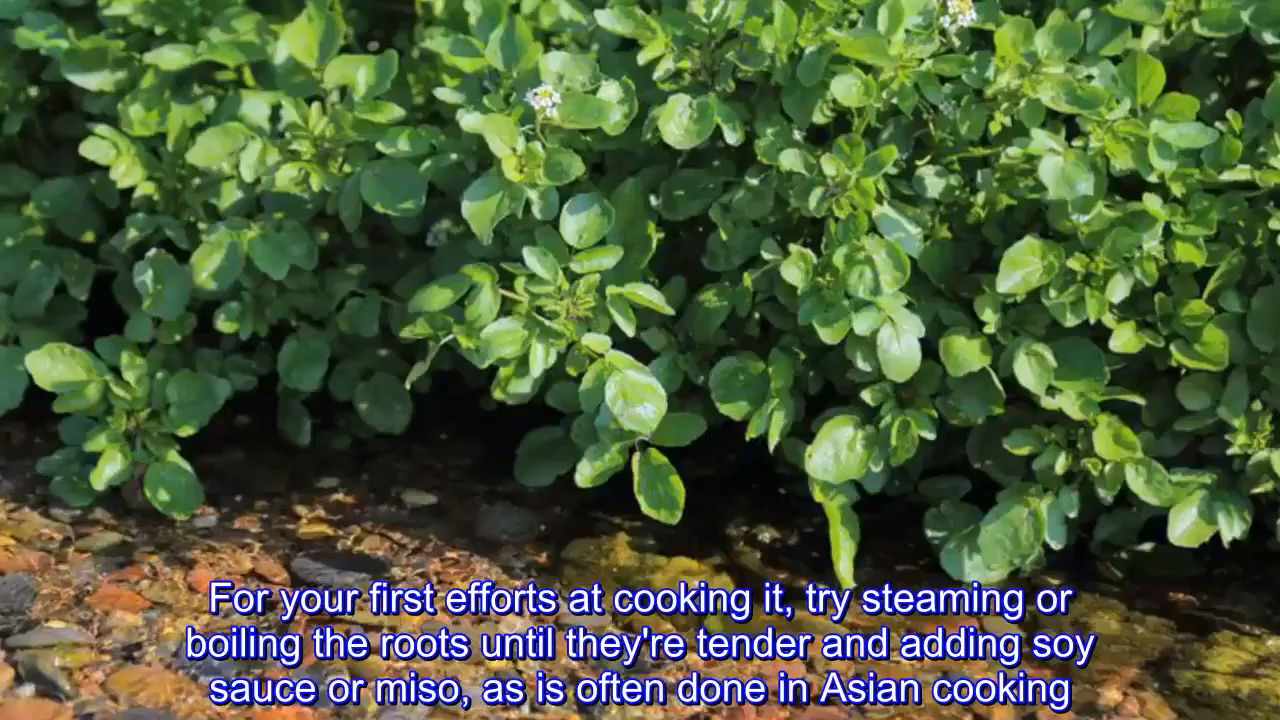 For your first efforts at cooking it, try steaming or
boiling the roots until they're tender and adding soy
sauce or miso, as is often done in Asian cooking